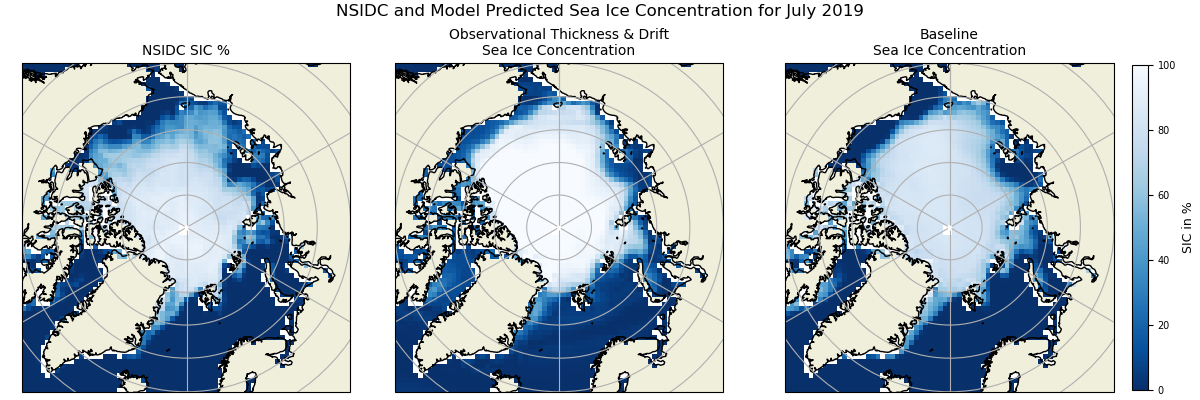 NSIDC and Model Predicted Sea Ice Concentration for July 2019
NSIDC SIC %
Observational Thickness & Drift
Sea Ice Concentration
Baseline
Sea Ice Concentration
100
80
60
40
20
0
SIC in %